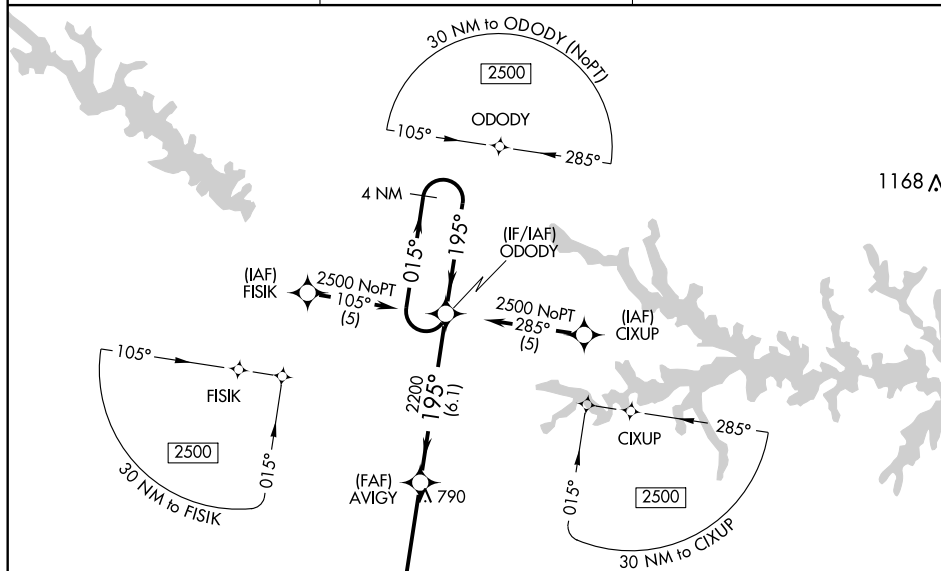 30 NM to ODODY (NoPT)
2500
ODODY
105°
285°
1168
4 NM
015°
195°
(IF/IAF)
ODODY
(IAF)
FISIK
2500 NoPT
105°
(5)
2500 NoPT
285°
(5)
(IAF)
CIXUP
105°
FISIK
2500
015°
30 NM to FISIK
2200
195°
(6.1)
(FAF)
AVIGY
790
CIXUP
285°
015°
2500
30 NM to CIXUP